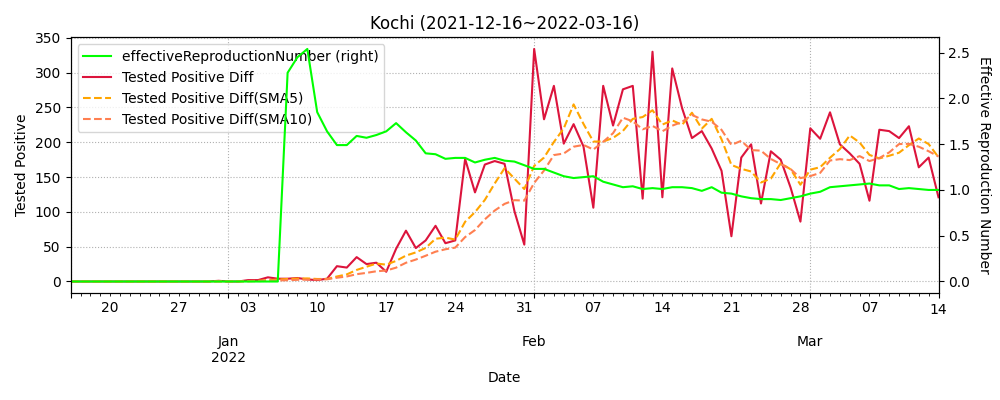 Kochi (2021-12-16~2022-03-16)
effectiveReproductionNumber (right)
Tested Positive Diff
Tested Positive Diff(SMA5)
Tested Positive Diff(SMA10)
Tested Positive
350
300
250
200
150
100
50
0
Effective Reproduction Number
2.5
2.0
1.5
1.0
0.5
0.0
20 27 03 10 17 24 31 07 14 21 28 07 14
Jan Feb Mar
2022
Date